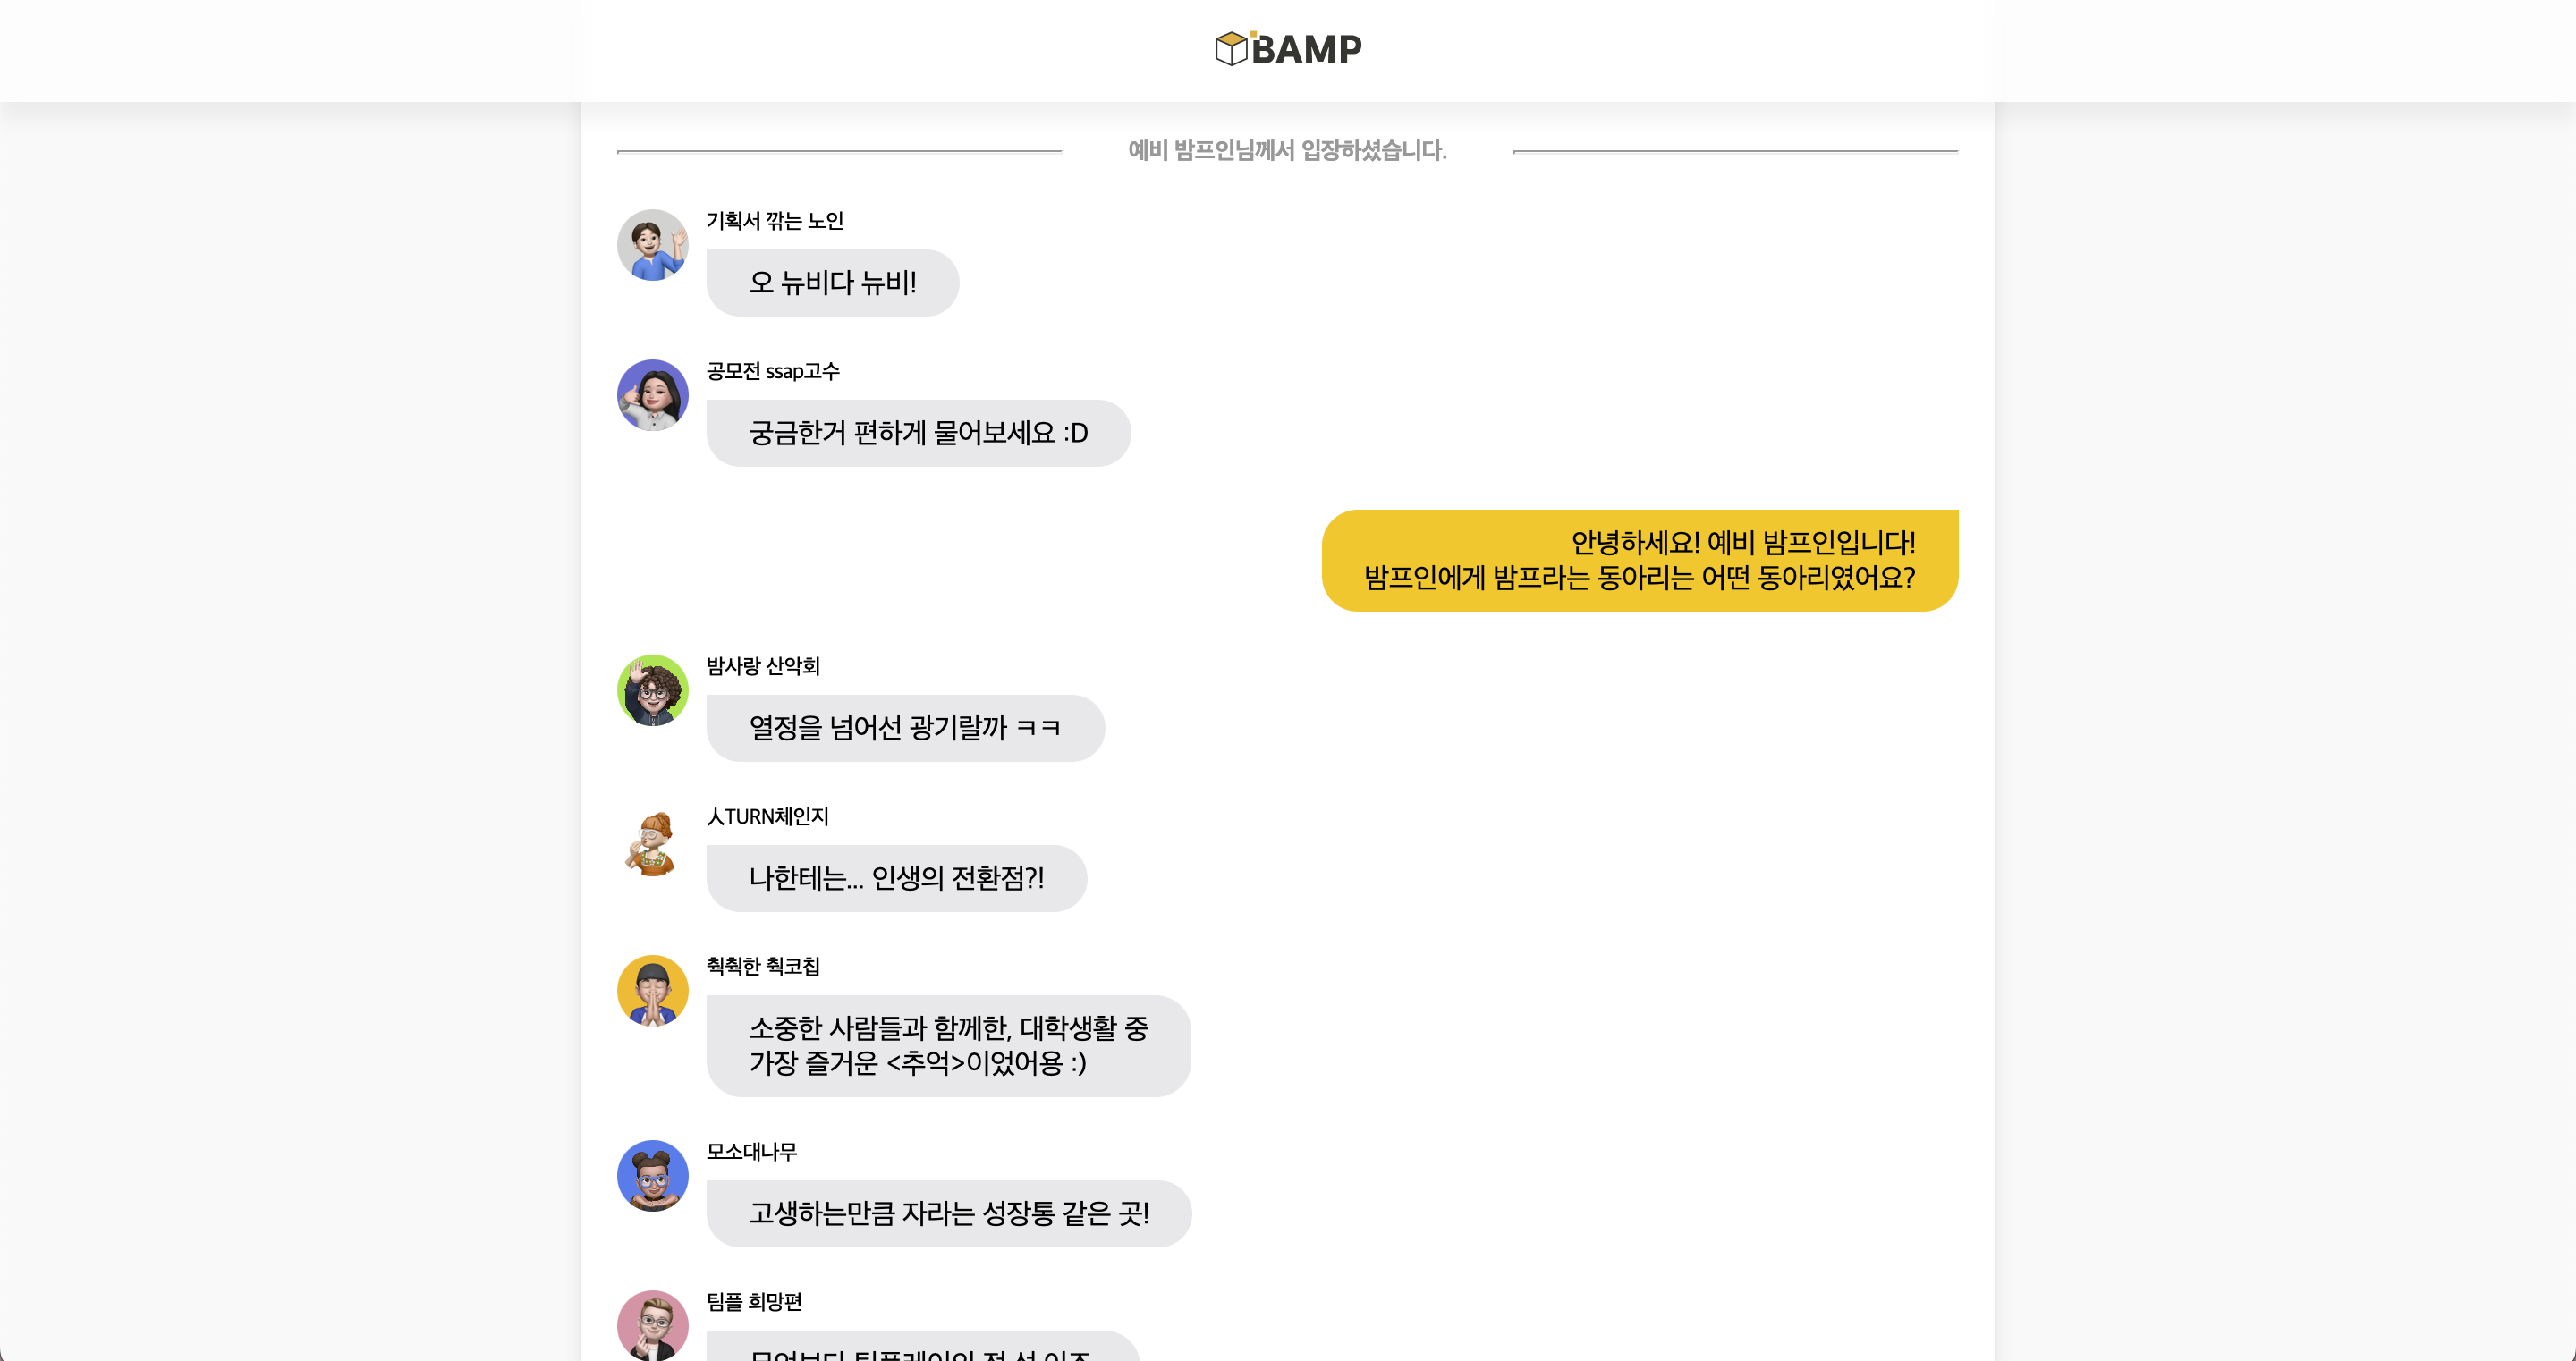 BAMP
예비 밤프인님께서 입장하셨습니다.
기획서 깎는 노인
오 뉴비다 뉴비!
공모전 ssap고수
궁금한거 편하게 물어보세요 :D
안녕하세요! 예비 밤프인입니다!
밤프인에게 밤프라는 동아리는 어떤 동아리였어요?
밤사랑 산악회
열정을 넘어선 광기랄까 ㅋㅋ
人TURN체인지
나한테는... 인생의 전환점?!
춱춱한 춱코칩
소중한 사람들과 함께한, 대학생활 중
가장 즐거운 <추억>이었어용 :)
모소대나무
고생하는만큼 자라는 성장통 같은 곳!
팀플 희망편